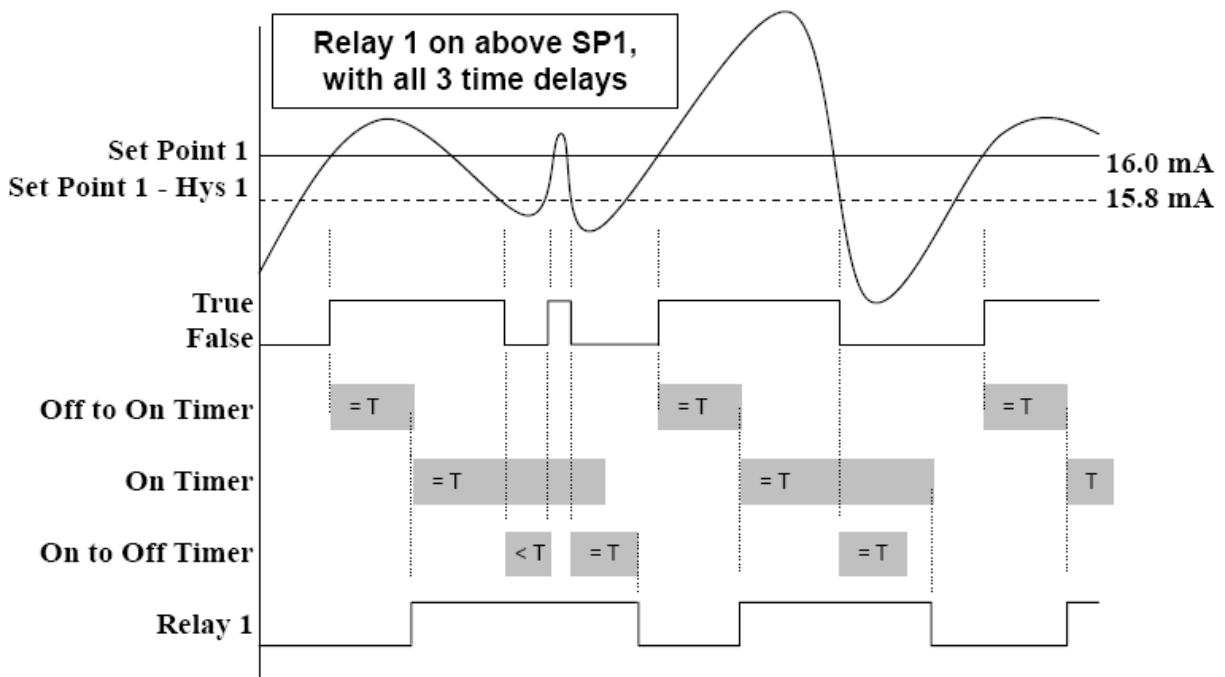 Relay 1 on above SP1,
with all 3 time delays
Set Point 1
16.0 mA
Set Point 1 - Hys 1
15.8 mA
True
False
Off to On Timer
= T
= T
= T
On Timer
= T
= T
T
On to Off Timer
< T
= T
= T
Relay 1